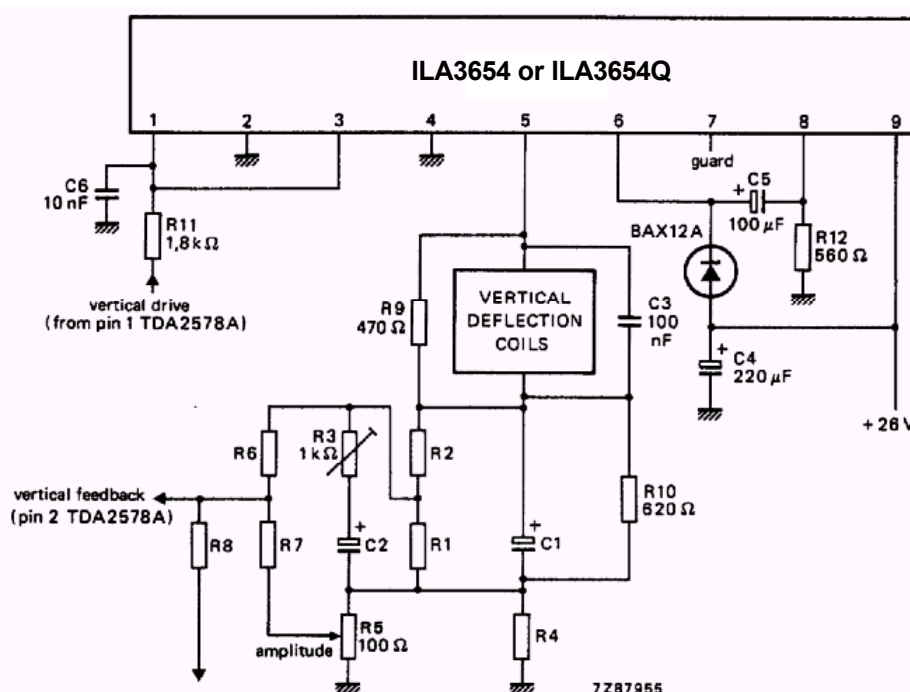 ILA3654 or ILA3654Q
1 2 3 4 5 6 7 8 9
guard
C6
10 nF
R11
1,8 kΩ
vertical drive
(from pin 1 TDA2578A)
C5
100 µF
BAX12A
R12
560 Ω
R9
470 Ω
VERTICAL
DEFLECTION
COILS
C3
100
nF
C4
220 µF
+26 V
R6
R3
1 kΩ
R2
vertical feedback
(pin 2 TDA2578A)
R10
620 Ω
R8
R7
C2
R1
C1
R5
100 Ω
amplitude
R4
7Z87955